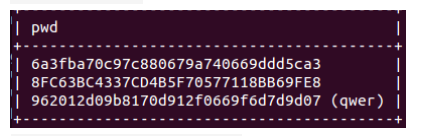 | pwd |
+------------------------------------------+
| 6a3fba70c97c880679a740669ddd5ca3 |
| 8FC63BC4337CD4B5F70577118BB69FE8 |
| 962012d09b8170d912f0669f6d7d9d07 (qwer) |
+------------------------------------------+